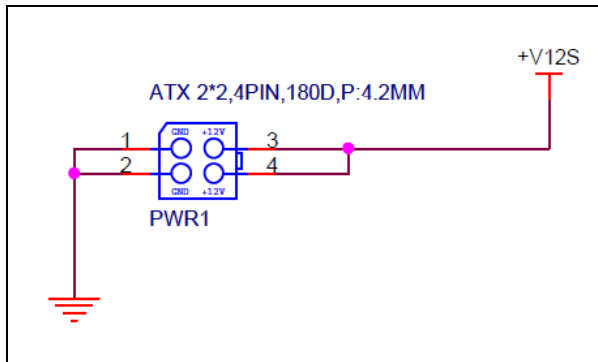 +V12S
ATX 2*2,4PIN,180D,P:4.2MM
1 GND +12V 3
2 GND +12V 4
PWR1